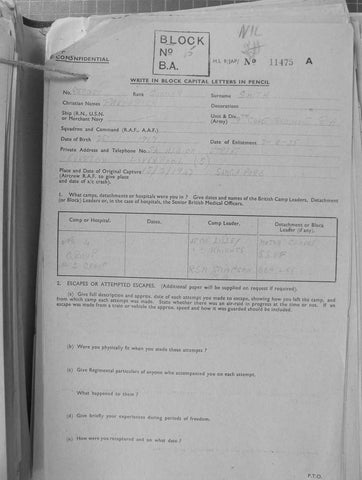 NIL
CONFIDENTIAL
BLOCK
No 15
B.A.
M.I. 9/JAP/ No 11475 A
WRITE IN BLOCK CAPITAL LETTERS IN PENCIL
No. Rank Surname SMITH
Christian Names Decorations
Ship (R.N., U.S.N. or Merchant Navy Unit & Div. (Army)
Squadron and Command (R.A.F., A.A.F.)
Date of Birth 1917 Date of Enlistment
Private Address and Telephone No.
Place and Date of Original Capture 15/2/1942 SINGAPORE
(Aircrew R.A.F. to give place
and date of a/c crash).
1. What camps, detachments or hospitals were you in? Give dates and names of the British Camp Leaders, Detachment
(or Block) Leaders or, in the case of hospitals, the Senior British Medical Officers.
Camp or Hospital. Dates. Camp Leader. Detachment or Block
Leader (if any).
RSM
2. ESCAPES OR ATTEMPTED ESCAPES. (Additional paper will be supplied on request if required).
(a) Give full description and approx. date of each attempt you made to escape, showing how you left the camp, and
from which camp each attempt was made. State whether there was an air-raid in progress at the time or not. If an
escape was made from a train or vehicle the approx. speed and how it was guarded should be included.
(b) Were you physically fit when you made these attempts ?
(c) Give Regimental particulars of anyone who accompanied you on each attempt.
What happened to them ?
(d) Give briefly your experiences during periods of freedom.
(e) How were you recaptured and on what date ?
P.T.O.